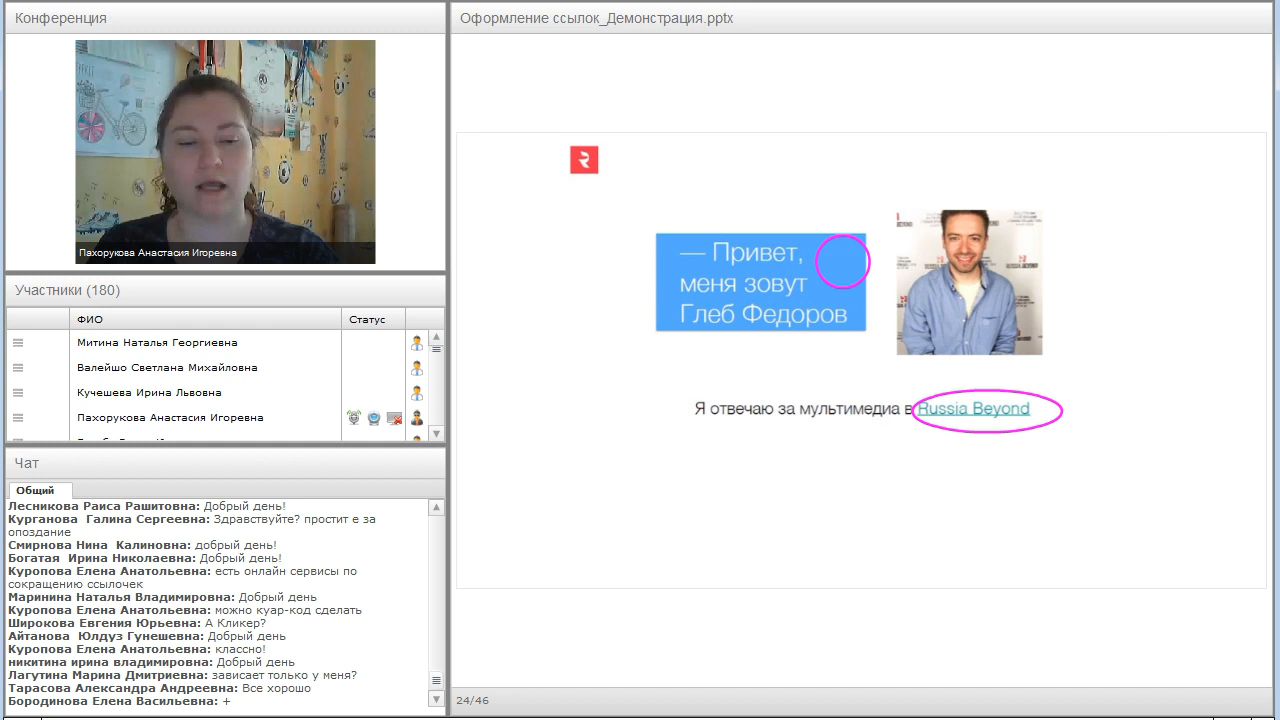 Конференция
Пахорукова Анастасия Игоревна
Участники (180)
ФИО
Статус
Митина Наталья Георгиевна
Валейшо Светлана Михайловна
Кучешева Ирина Львовна
Пахорукова Анастасия Игоревна
Чат
Общий
Лесникова Раиса Рашитовна: Добрый день!
Курганова Галина Сергеевна: Здравствуйте? простит е за
опоздание
Смирнова Нина Калиновна: добрый день!
Богатая Ирина Николаевна: Добрый день!
Куропова Елена Анатольевна: есть онлайн сервисы по
сокращению ссылочек
Маринина Наталья Владимировна: Добрый день
Куропова Елена Анатольевна: можно куар-код сделать
Широкова Евгения Юрьевна: А Кликер?
Айтанова Юлдуз Гунешевна: Добрый день
Куропова Елена Анатольевна: классно!
никитина ирина владимировна: Добрый день
Лагутина Марина Дмитриевна: зависает только у меня?
Тарасова Александра Андреевна: Все хорошо
Бородинова Елена Васильевна: +
Оформление ссылок_Демонстрация.pptx
— Привет,
меня зовут
Глеб Федоров
Я отвечаю за мультимедиа в Russia Beyond
24/46